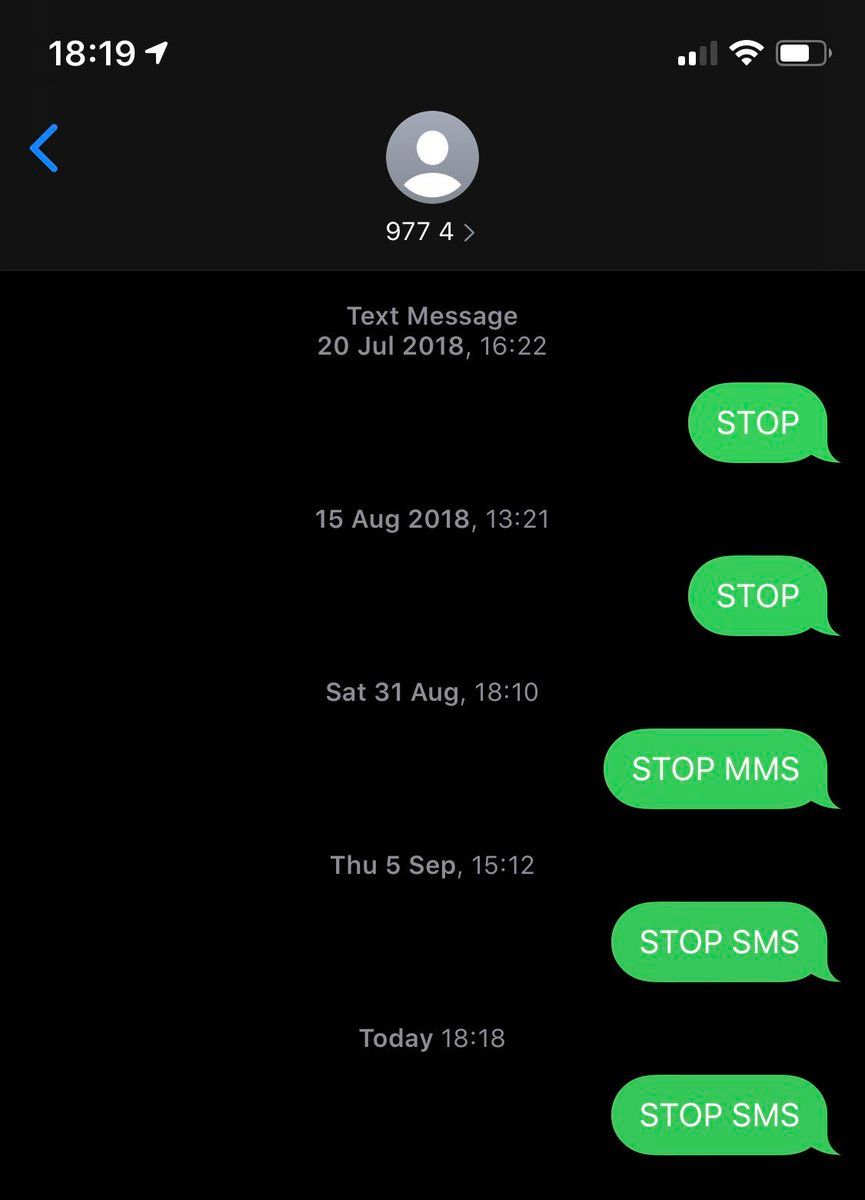 18:19
977 4
Text Message
20 Jul 2018, 16:22
STOP
15 Aug 2018, 13:21
STOP
Sat 31 Aug, 18:10
STOP MMS
Thu 5 Sep, 15:12
STOP SMS
Today 18:18
STOP SMS